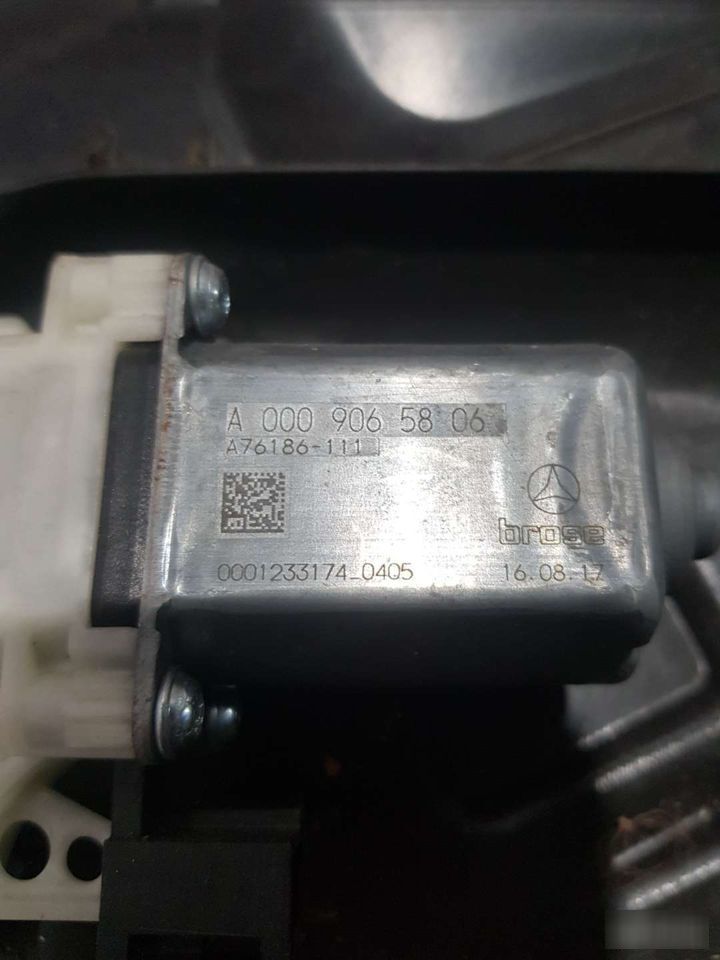 A 000 906 58 06
A76186-111
brose
0001233174_0405 16.08.17